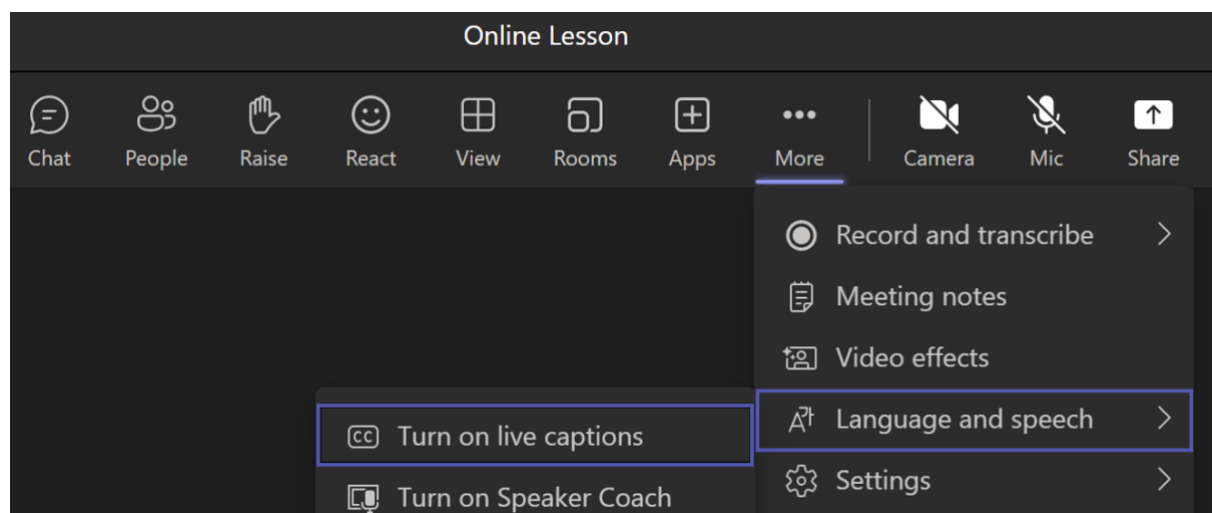 Online Lesson
Chat People Raise React View Rooms Apps More Camera Mic Share
Record and transcribe
Meeting notes
Video effects
Language and speech
CC Turn on live captions
Settings
Turn on Speaker Coach